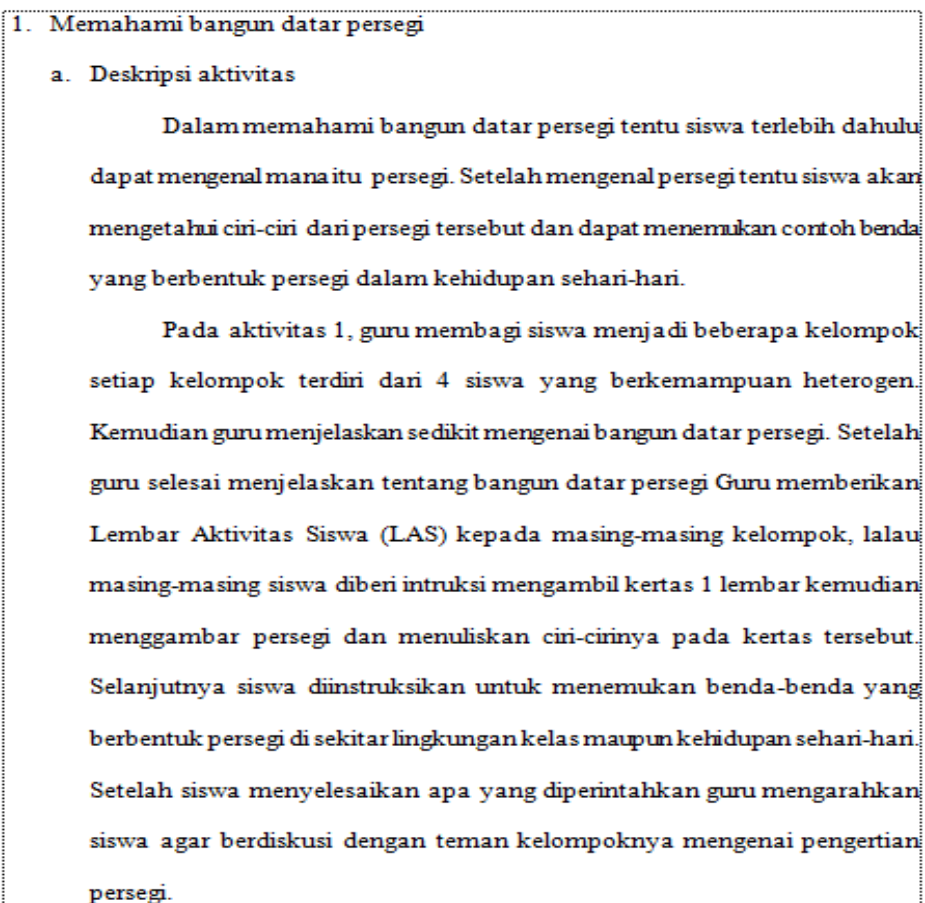 1. Memahami bangun datar persegi
a. Deskripsi aktivitas
Dalam memahami bangun datar persegi tentu siswa terlebih dahulu
dapat mengenal mana itu persegi. Setelah mengenal persegi tentu siswa akan
mengetahui ciri-ciri dari persegi tersebut dan dapat menemukan contoh benda
yang berbentuk persegi dalam kehidupan sehari-hari.
Pada aktivitas 1, guru membagi siswa menjadi beberapa kelompok
setiap kelompok terdiri dari 4 siswa yang berkemampuan heterogen.
Kemudian guru menjelaskan sedikit mengenai bangun datar persegi. Setelah
guru selesai menjelaskan tentang bangun datar persegi Guru memberikan
Lembar Aktivitas Siswa (LAS) kepada masing-masing kelompok, lalau
masing-masing siswa diberi intruksi mengambil kertas 1 lembar kemudian
menggambar persegi dan menuliskan ciri-cirinya pada kertas tersebut.
Selanjutnya siswa diinstruksikan untuk menemukan benda-benda yang
berbentuk persegi di sekitar lingkungan kelas maupun kehidupan sehari-hari.
Setelah siswa menyelesaikan apa yang diperintahkan guru mengarahkan
siswa agar berdiskusi dengan teman kelompoknya mengenai pengertian
persegi.